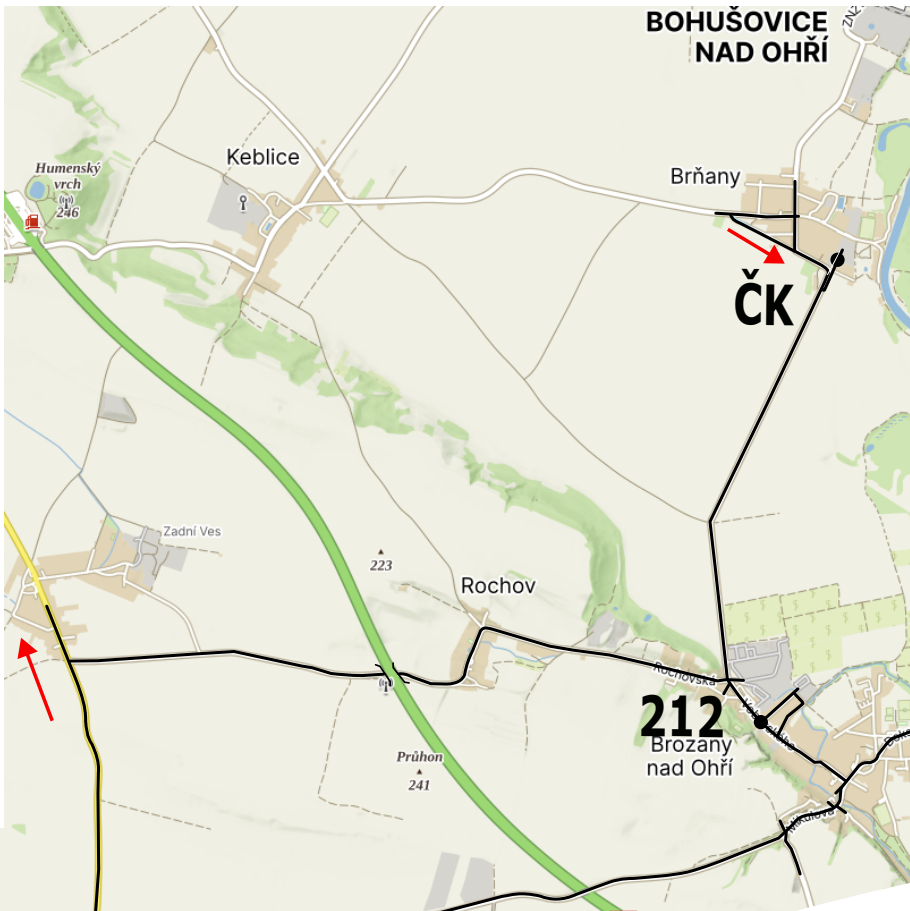 BOHUŠOVICE
NAD OHŘÍ
Keblice
Humenský
vrch
246
Brňany
ČK
Zadní Ves
223
Rochov
Rochovská
212
Brozany
nad Ohří
Průhon
241